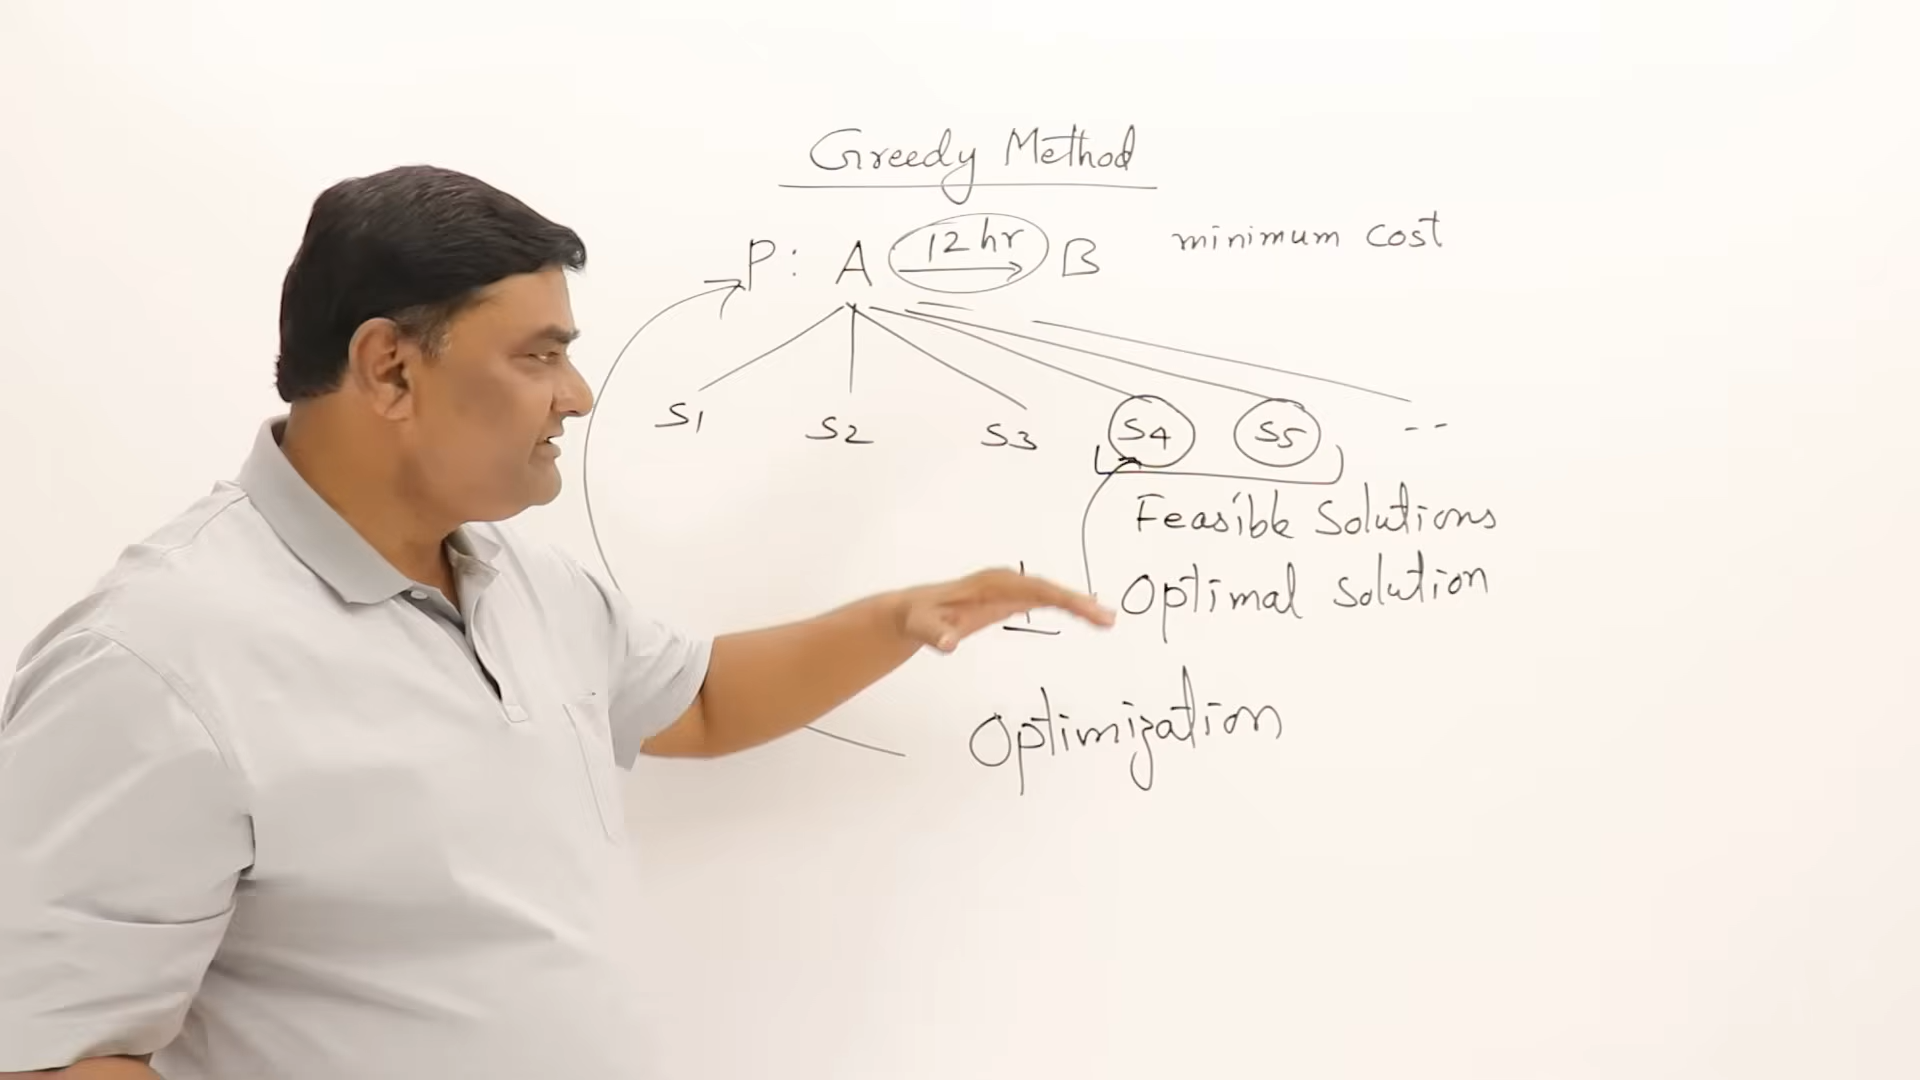 Greedy Method
P: A 12 hr B minimum cost
S1 S2 S3 S4 S5 --
Feasible Solutions
Optimal Solution
Optimization